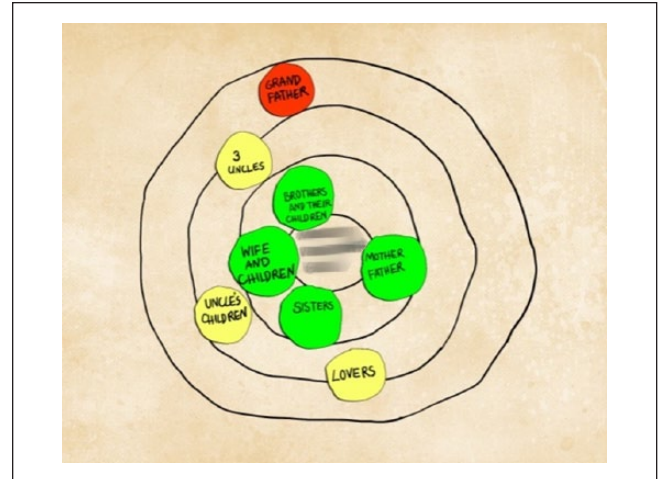 GRAND
FATHER
3
UNCLES
BROTHERS
AND THEIR
CHILDREN
WIFE
AND
CHILDREN
MOTHER
FATHER
UNCLE'S
CHILDREN
SISTERS
LOVERS